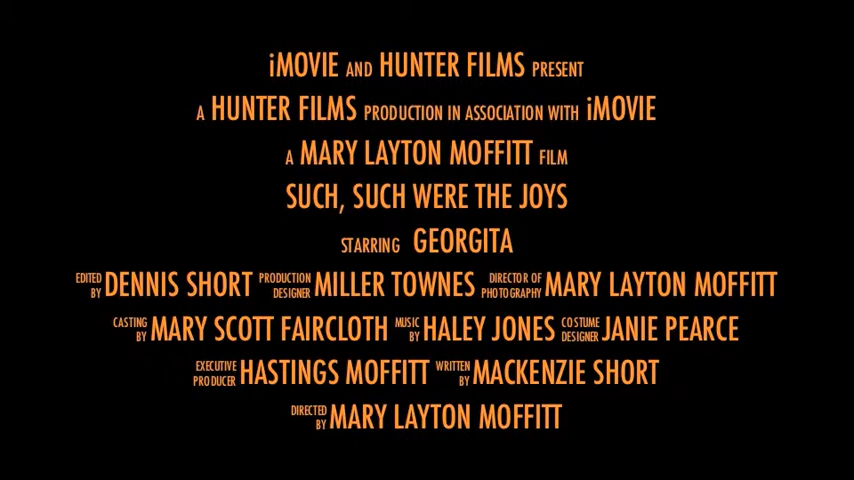 iMOVIE AND HUNTER FILMS PRESENT
A HUNTER FILMS PRODUCTION IN ASSOCIATION WITH iMOVIE
A MARY LAYTON MOFFITT FILM
SUCH, SUCH WERE THE JOYS
STARRING GEORGITA
EDITED BY DENNIS SHORT PRODUCTION DESIGNER MILLER TOWNES DIRECTOR OF PHOTOGRAPHY MARY LAYTON MOFFITT
CASTING BY MARY SCOTT FAIRCLOTH MUSIC BY HALEY JONES COSTUME DESIGNER JANIE PEARCE
EXECUTIVE PRODUCER HASTINGS MOFFITT WRITTEN BY MACKENZIE SHORT
DIRECTED BY MARY LAYTON MOFFITT